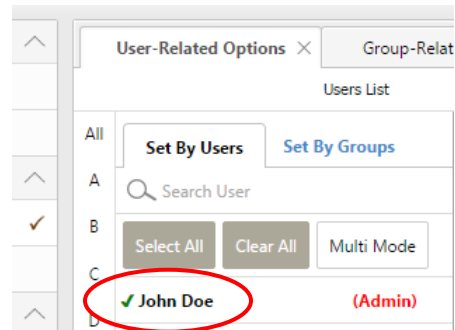 User-Related Options Group-Relat
Users List
All
Set By Users Set By Groups
A
Search User
B
Select All Clear All Multi Mode
C
John Doe (Admin)
D